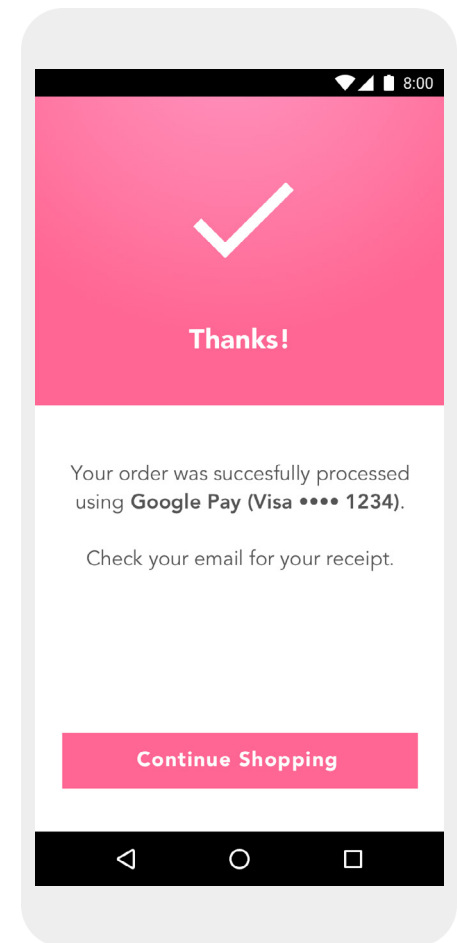 8:00
Thanks!
Your order was succesfully processed
using Google Pay (Visa •••• 1234).
Check your email for your receipt.
Continue Shopping